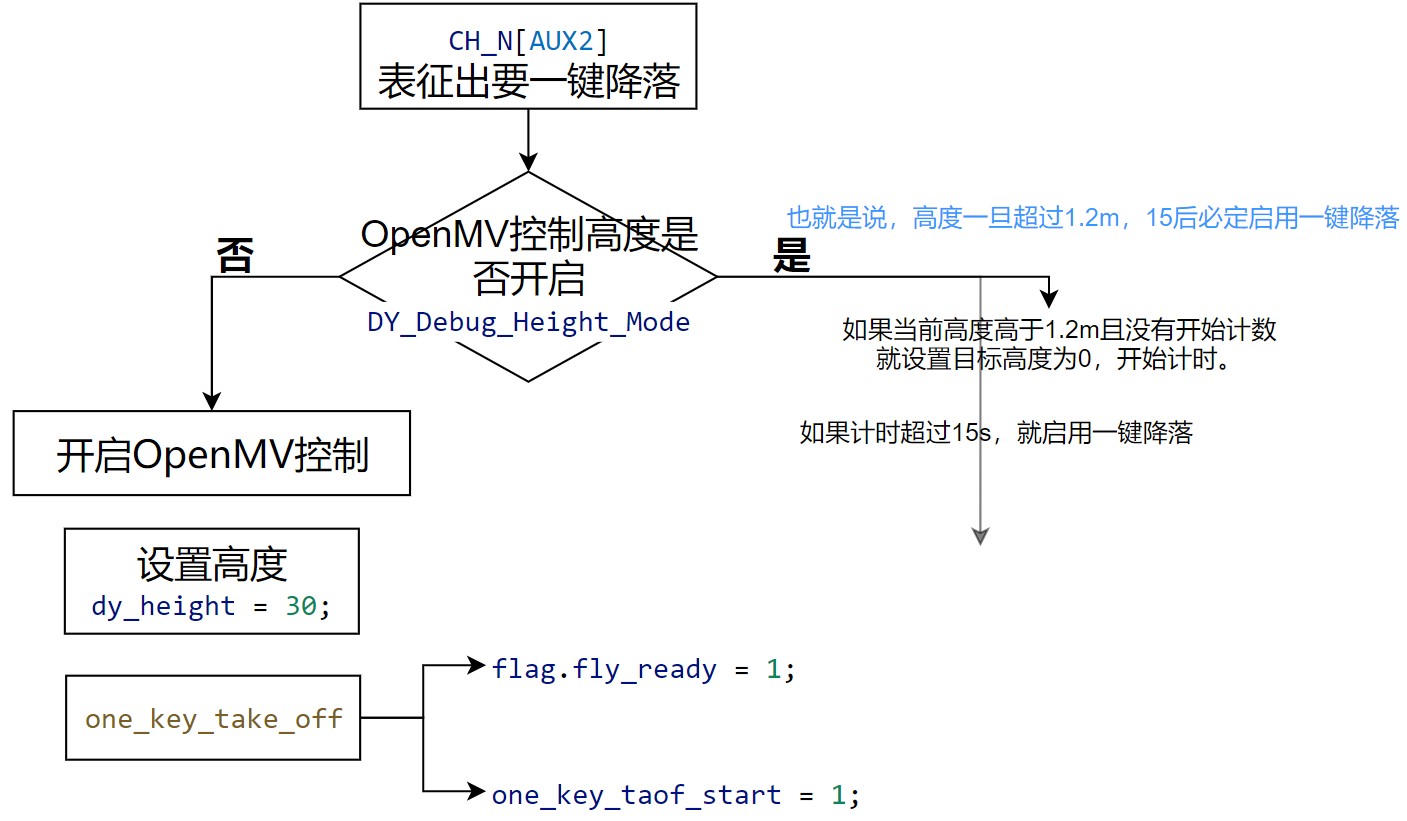 CH_N[AUX2]
表征出要一键降落
也就是说，高度一旦超过1.2m，15后必定启用一键降落
OpenMV控制高度是
否开启
DY_Debug_Height_Mode
否
是
如果当前高度高于1.2m且没有开始计数
就设置目标高度为0，开始计时。
如果计时超过15s，就启用一键降落
开启OpenMV控制
设置高度
dy_height = 30;
one_key_take_off
flag.fly_ready = 1;
one_key_taof_start = 1;